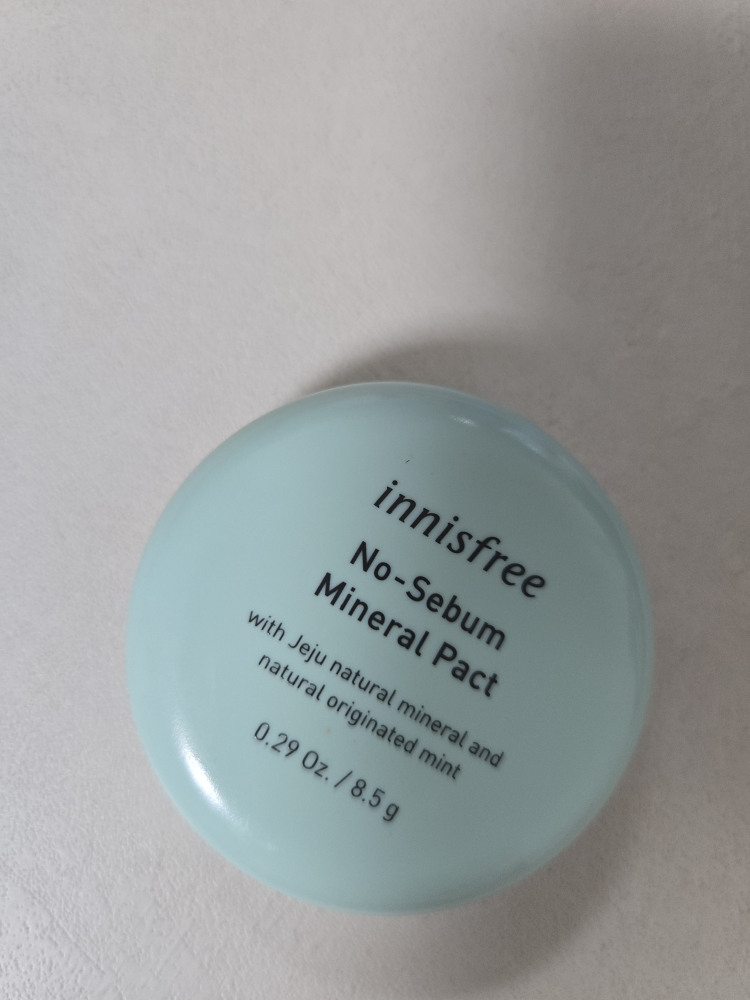 innisfree
No-Sebum
Mineral Pact
with Jeju natural mineral and
natural originated mint
0.29 Oz. / 8.5 g